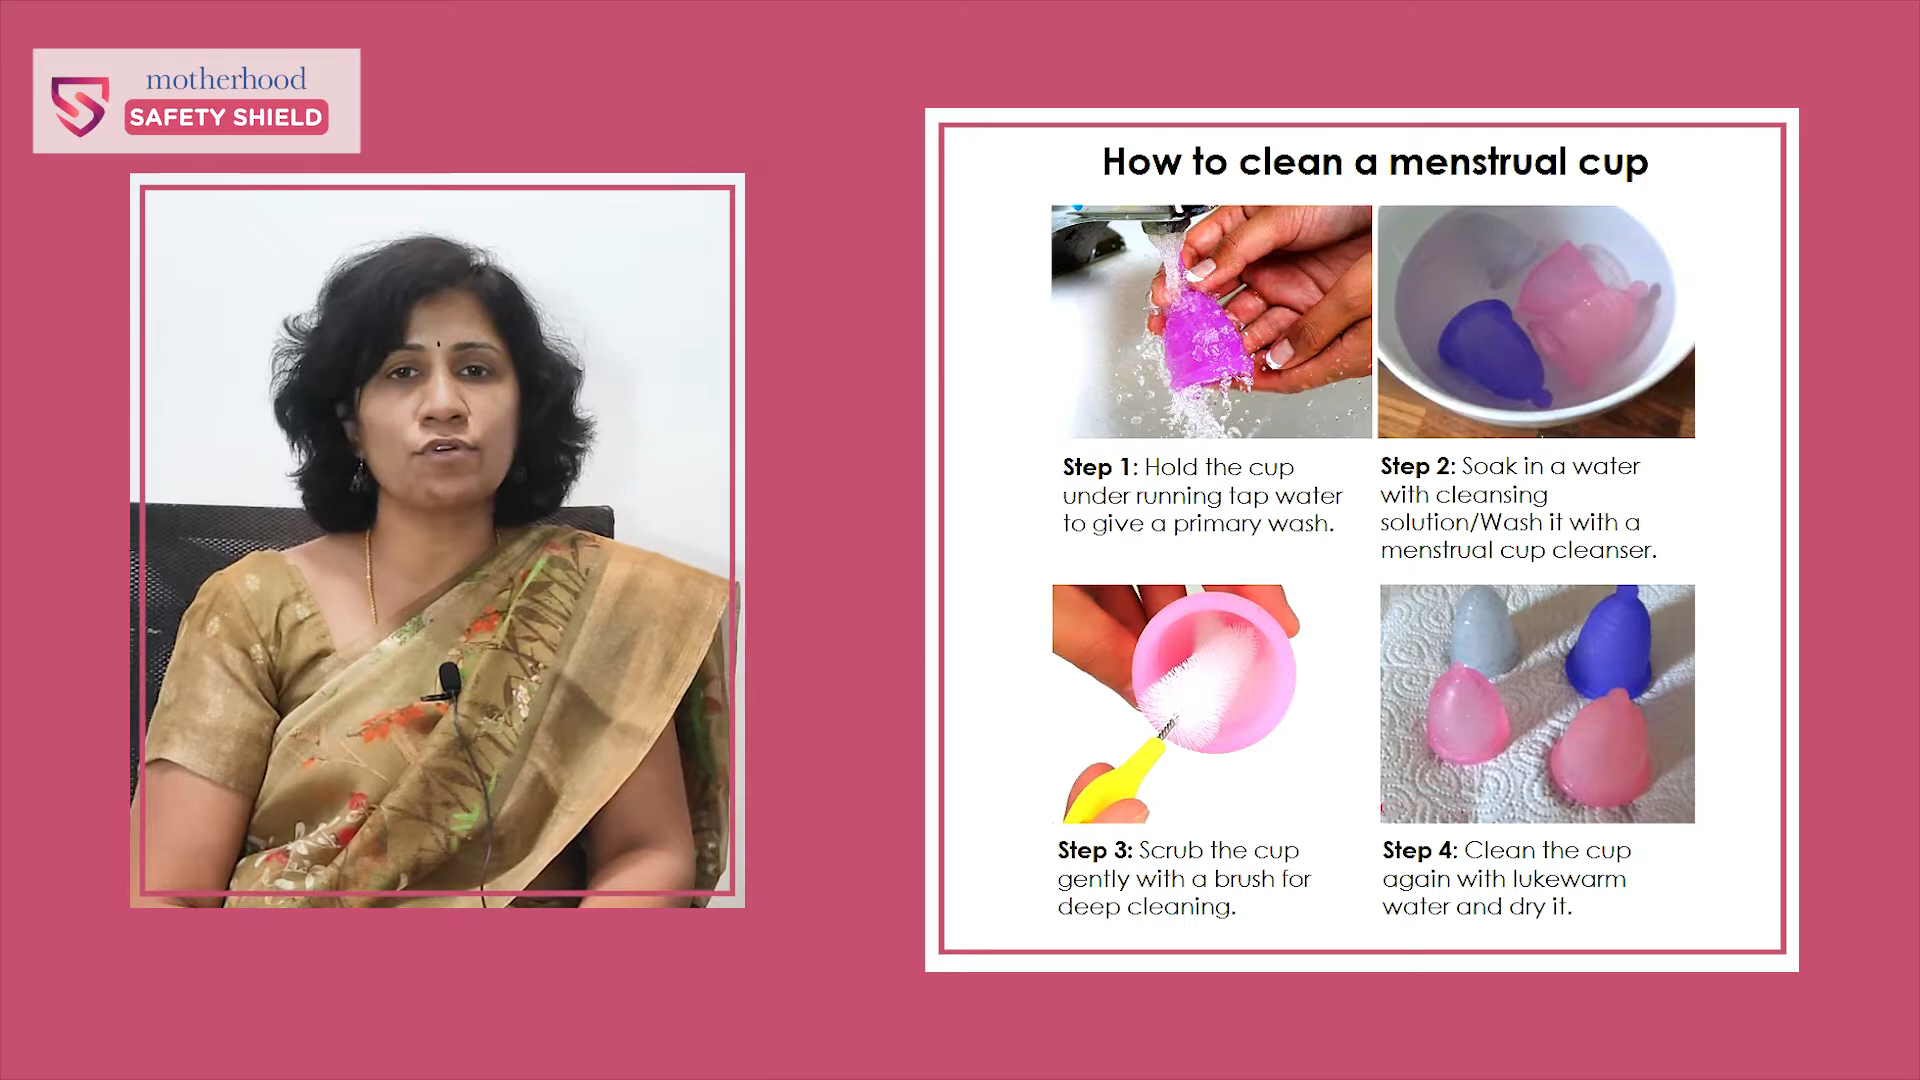 motherhood
SAFETY SHIELD
How to clean a menstrual cup
Step 1: Hold the cup
under running tap water
to give a primary wash.
Step 2: Soak in a water
with cleansing
solution/Wash it with a
menstrual cup cleanser.
Step 3: Scrub the cup
gently with a brush for
deep cleaning.
Step 4: Clean the cup
again with lukewarm
water and dry it.